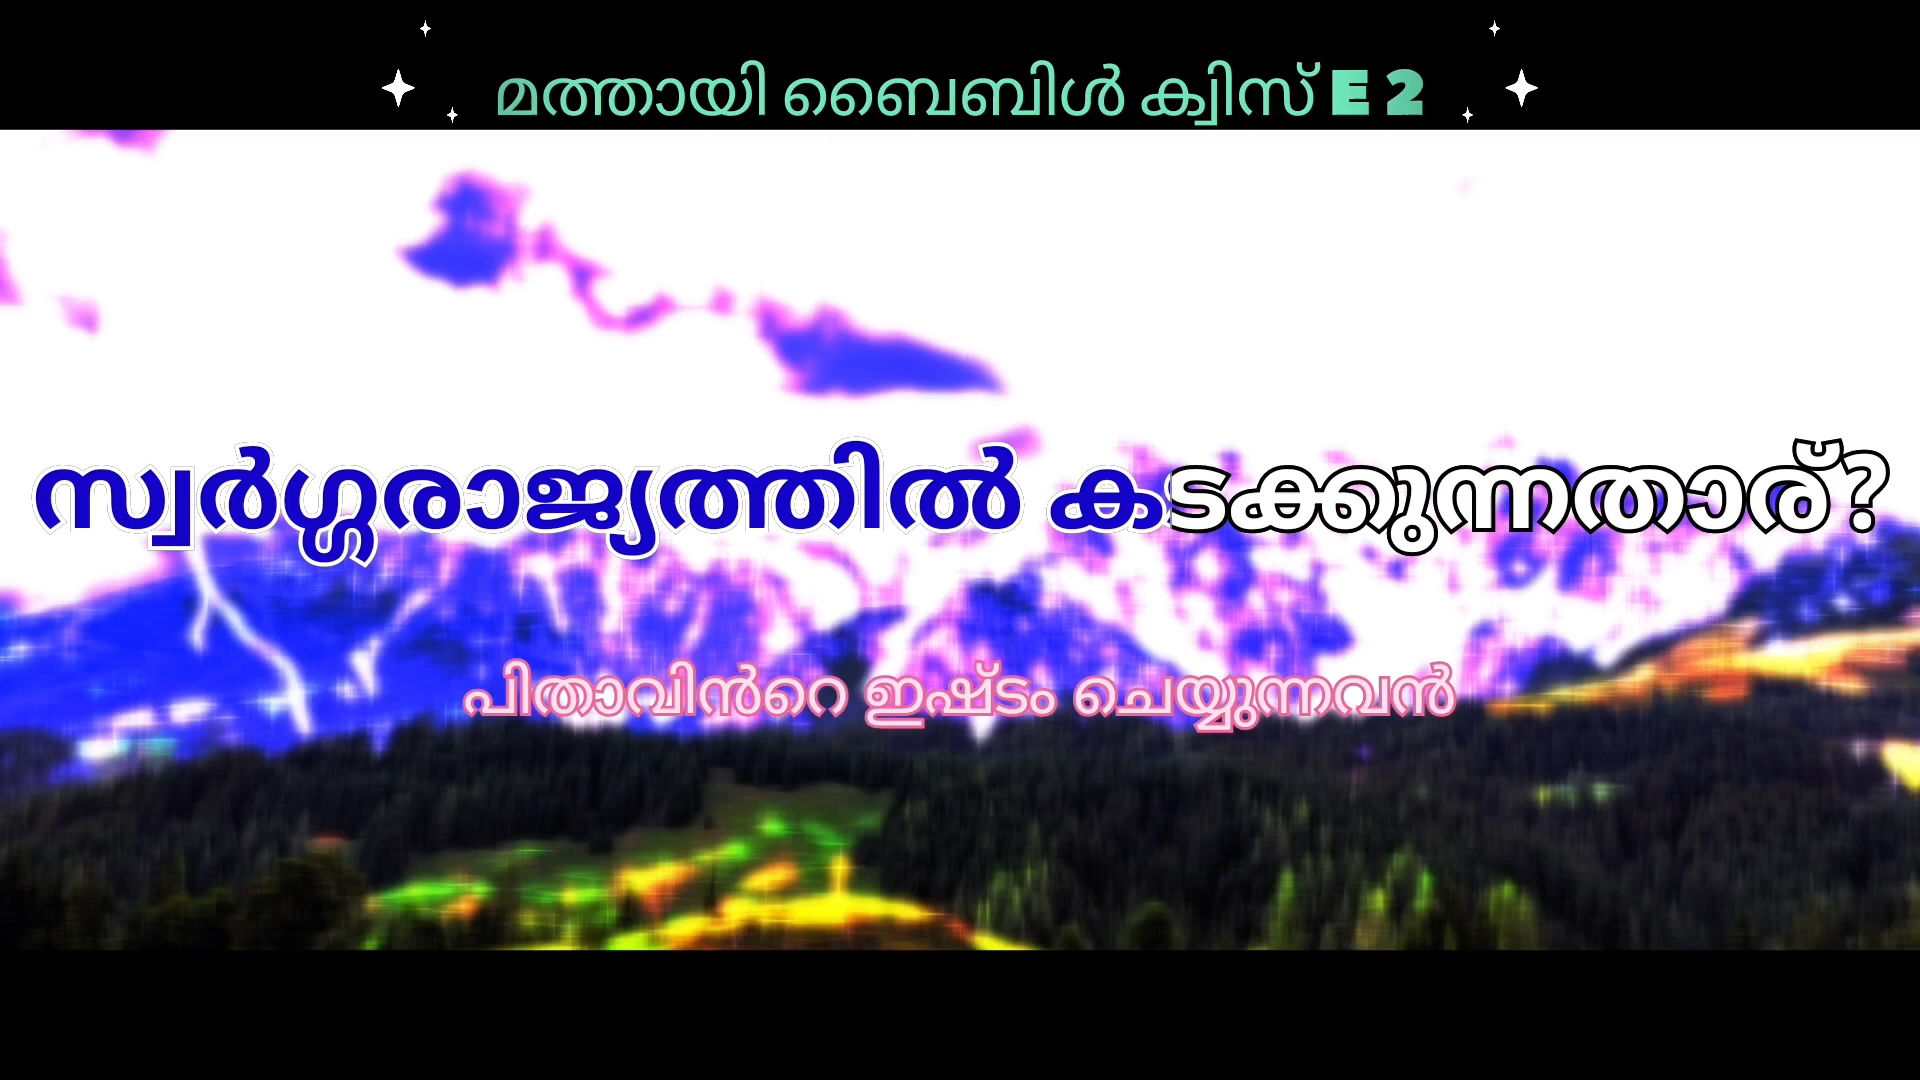 മത്തായി ബൈബിൾ ക്വിസ് E 2
സ്വർഗ്ഗരാജ്യത്തിൽ കടക്കുന്നതാര്?
പിതാവിൻറെ ഇഷ്ടം ചെയ്യുന്നവൻ